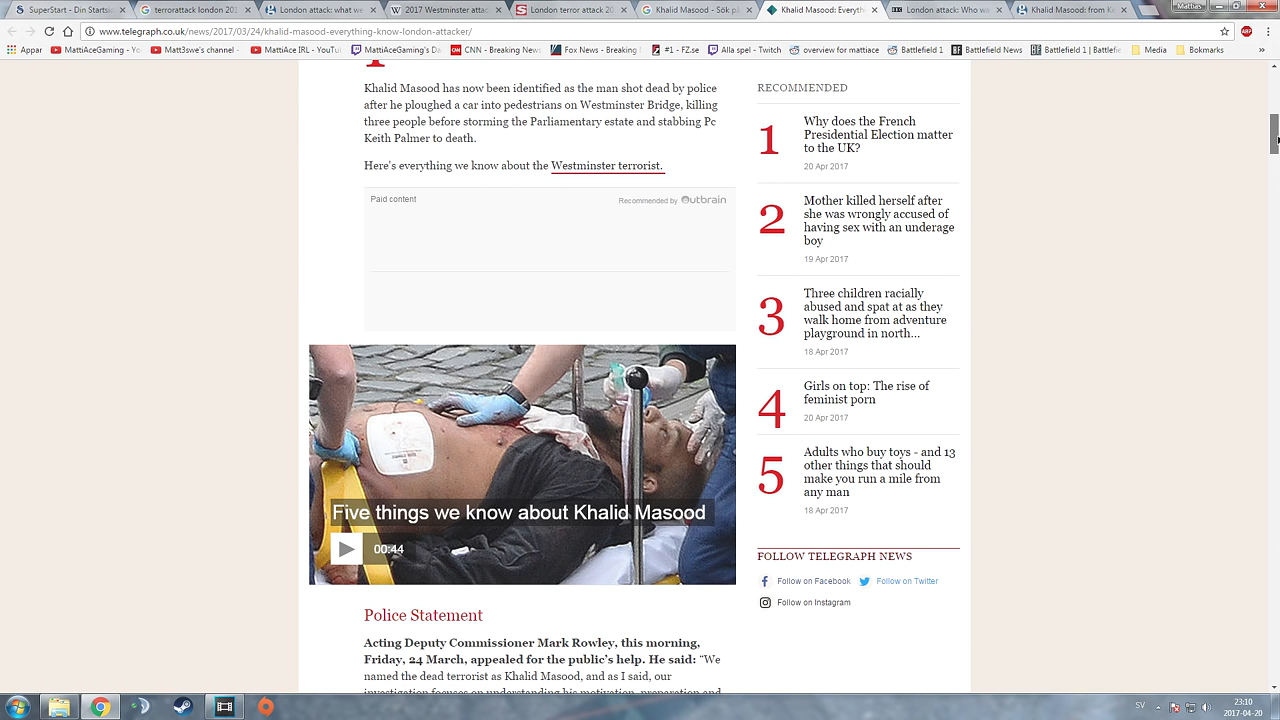 SuperStart - Din Startsie
terrorattack london 201
London attack: what we
2017 Westminster attac
London terror attack 20
Khalid Masood - Sök p
Khalid Masood: Everyth
London attack: Who wa
Khalid Masood: from Ke
Mattias
www.telegraph.co.uk/news/2017/03/24/khalid-masood-everything-know-london-attacker/
ABP
Appar
MattiAceGaming - You
Matt3swe's channel -
MattiAce IRL - YouTu
MattiAceGaming's Da
CNN - Breaking New
Fox News - Breaking
#1 - FZ.se
Alla spel - Twitch
overview for mattace
Battlefield 1
Battlefield News
Battlefield 1 | Battlef
Media
Bokmarks
Khalid Masood has now been identified as the man shot dead by police
after he ploughed a car into pedestrians on Westminster Bridge, killing
three people before storming the Parliamentary estate and stabbing Pc
Keith Palmer to death.
Here's everything we know about the Westminster terrorist.
Paid content
Recommended by Outbrain
Five things we know about Khalid Masood
00:44
Police Statement
Acting Deputy Commissioner Mark Rowley, this morning,
Friday, 24 March, appealed for the public's help. He said: "We
named the dead terrorist as Khalid Masood, and as I said, our
investigation focuses on understanding his motivation, preparation and
RECOMMENDED
1
Why does the French
Presidential Election matter
to the UK?
20 Apr 2017
2
Mother killed herself after
she was wrongly accused of
having sex with an underage
boy
19 Apr 2017
3
Three children racially
abused and spat at as they
walk home from adventure
playground in north...
18 Apr 2017
4
Girls on top: The rise of
feminist porn
20 Apr 2017
5
Adults who buy toys - and 13
other things that should
make you run a mile from
any man
18 Apr 2017
FOLLOW TELEGRAPH NEWS
Follow on Facebook
Follow on Twitter
Follow on Instagram
SV
23:10
2017-04-20